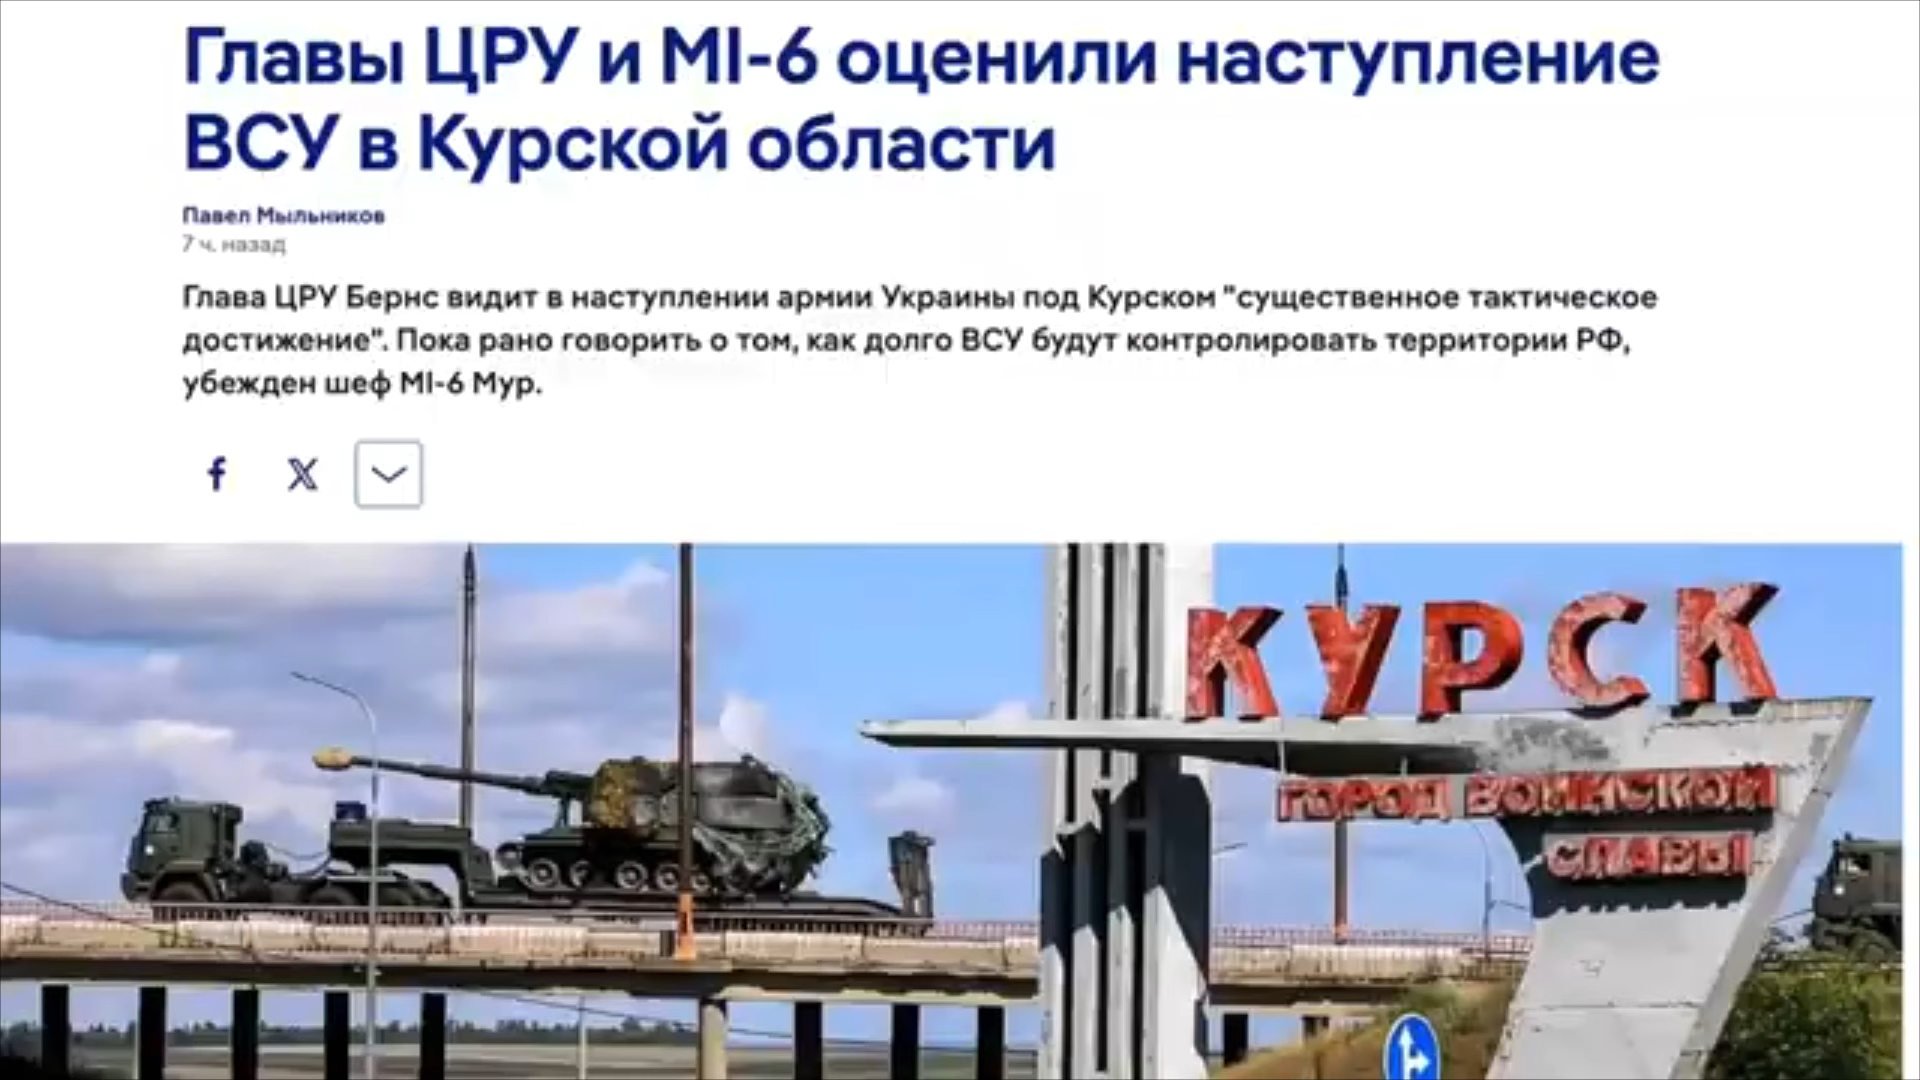 Главы ЦРУ и MI-6 оценили наступление
ВСУ в Курской области
Павел Мыльников
7 ч. назад
Глава ЦРУ Бернс видит в наступлении армии Украины под Курском "существенное тактическое
достижение". Пока рано говорить о том, как долго ВСУ будут контролировать территории РФ,
убежден шеф MI-6 Мур.
КУРСК
ГОРОД ВОИНСКОЙ
СЛАВЫ